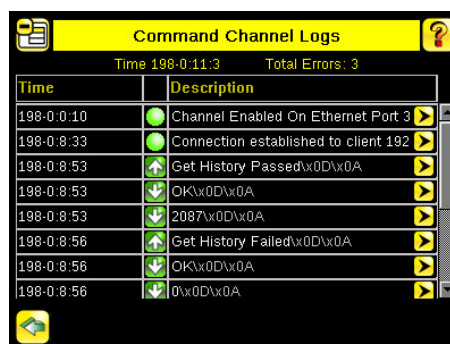 Command Channel Logs
?
Time 198-0:11:3 Total Errors: 3
Time Description
198-0:0:10 Channel Enabled On Ethernet Port 3
198-0:8:33 Connection established to client 192
198-0:8:53 Get History Passed\x0D\x0A
198-0:8:53 OK\x0D\x0A
198-0:8:53 2087\x0D\x0A
198-0:8:56 Get History Failed\x0D\x0A
198-0:8:56 OK\x0D\x0A
198-0:8:56 0\x0D\x0A